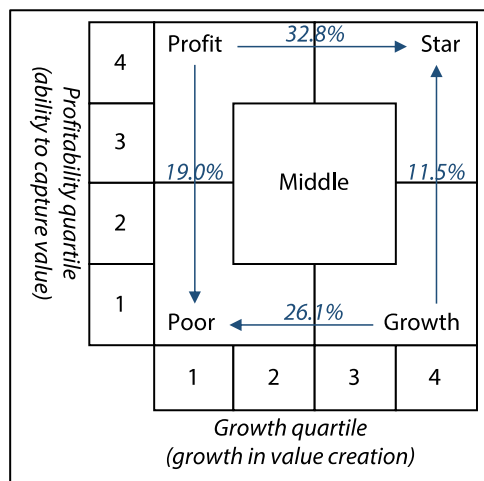 Profitability quartile
(ability to capture value)
4
3
2
1
Profit
32.8%
Star
19.0%
Middle
11.5%
Poor
26.1%
Growth
1
2
3
4
Growth quartile
(growth in value creation)